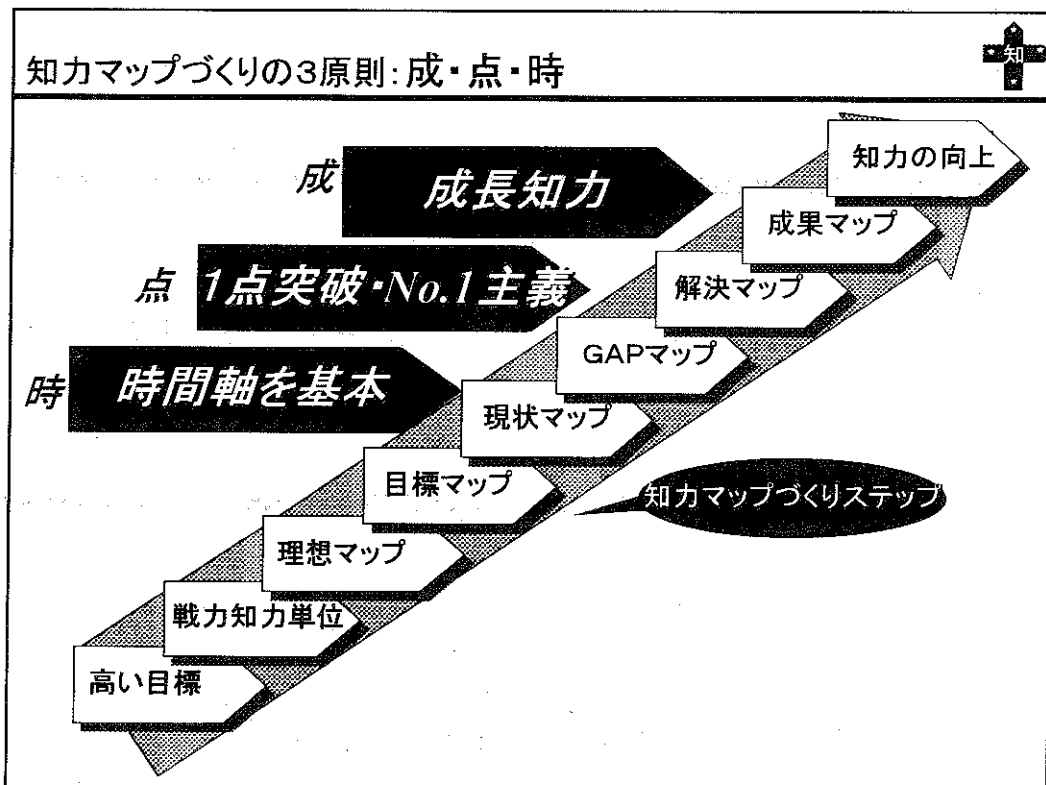 知力マップづくりの3原則：成・点・時
知
成
成長知力
点
1点突破・No.1主義
時
時間軸を基本
知力の向上
成果マップ
解決マップ
GAPマップ
現状マップ
目標マップ
理想マップ
戦力知力単位
高い目標
知力マップづくりステップ